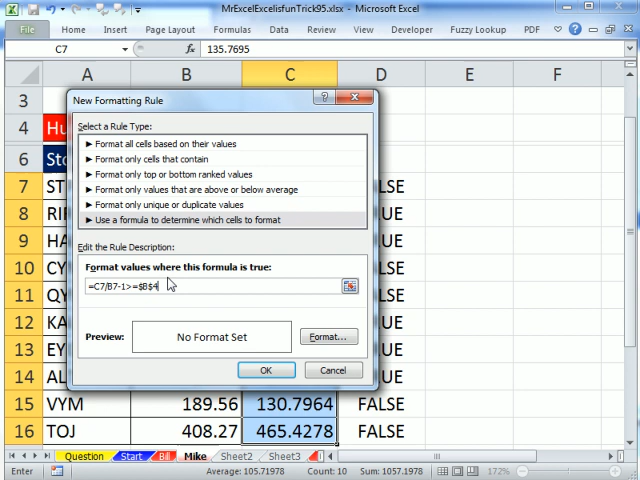 MrExcelExcelisfunTrick95.xlsx - Microsoft Excel
File Home Insert Page Layout Formulas Data Review View Developer Fuzzy Lookup PDF
C7 fx 135.7695
A B C D E F
3
New Formatting Rule
4 Hu
Select a Rule Type:
6 Sto
► Format all cells based on their values
► Format only cells that contain
► Format only top or bottom ranked values
► Format only values that are above or below average
► Format only unique or duplicate values
► Use a formula to determine which cells to format
7 ST LSE
8 RIF UE
9 HA LSE
Edit the Rule Description:
10 CY LSE
Format values where this formula is true:
=C7/B7-1>=$B$4
11 QY LSE
12 KA UE
Preview: No Format Set Format...
13 EY UE
OK Cancel
14 AL UE
15 VYM 189.56 130.7964 FALSE
16 TOJ 408.27 465.4278 FALSE
Question Start Bill Mike Sheet2 Sheet3
Enter Average: 105.71978 Count: 10 Sum: 1057.1978 172%